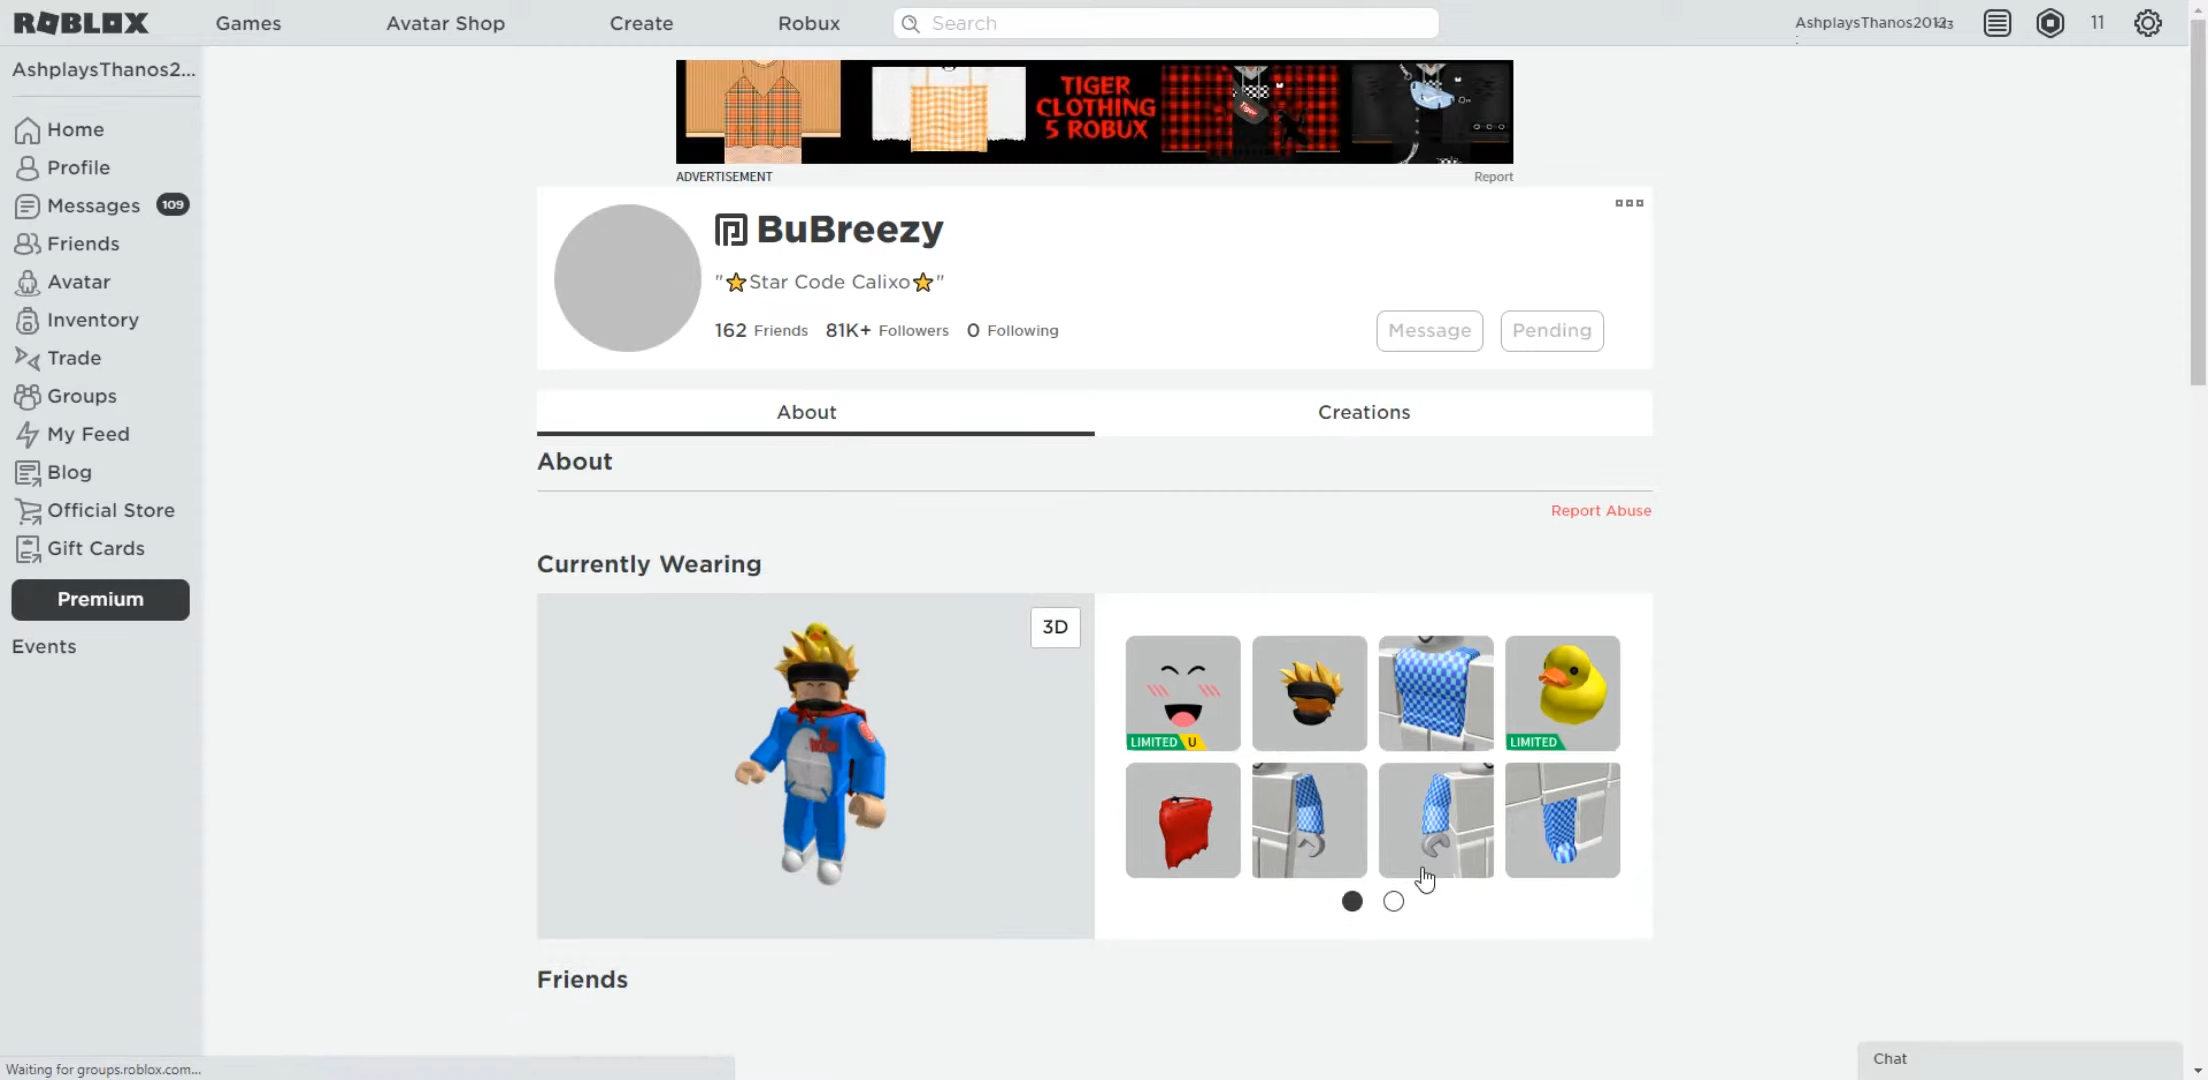 ROBLOX
Games
Avatar Shop
Create
Robux
Search
AshplaysThanos2012
11
AshplaysThanos2...
Home
Profile
Messages 109
Friends
Avatar
Inventory
Trade
Groups
My Feed
Blog
Official Store
Gift Cards
Premium
Events
TIGER
CLOTHING
5 ROBUX
ADVERTISEMENT
Report
BuBreezy
"⭐Star Code Calixo⭐"
162 Friends 81K+ Followers 0 Following
Message
Pending
About
Creations
About
Report Abuse
Currently Wearing
3D
LIMITED U
LIMITED
Friends
Waiting for groups.roblox.com...
Chat